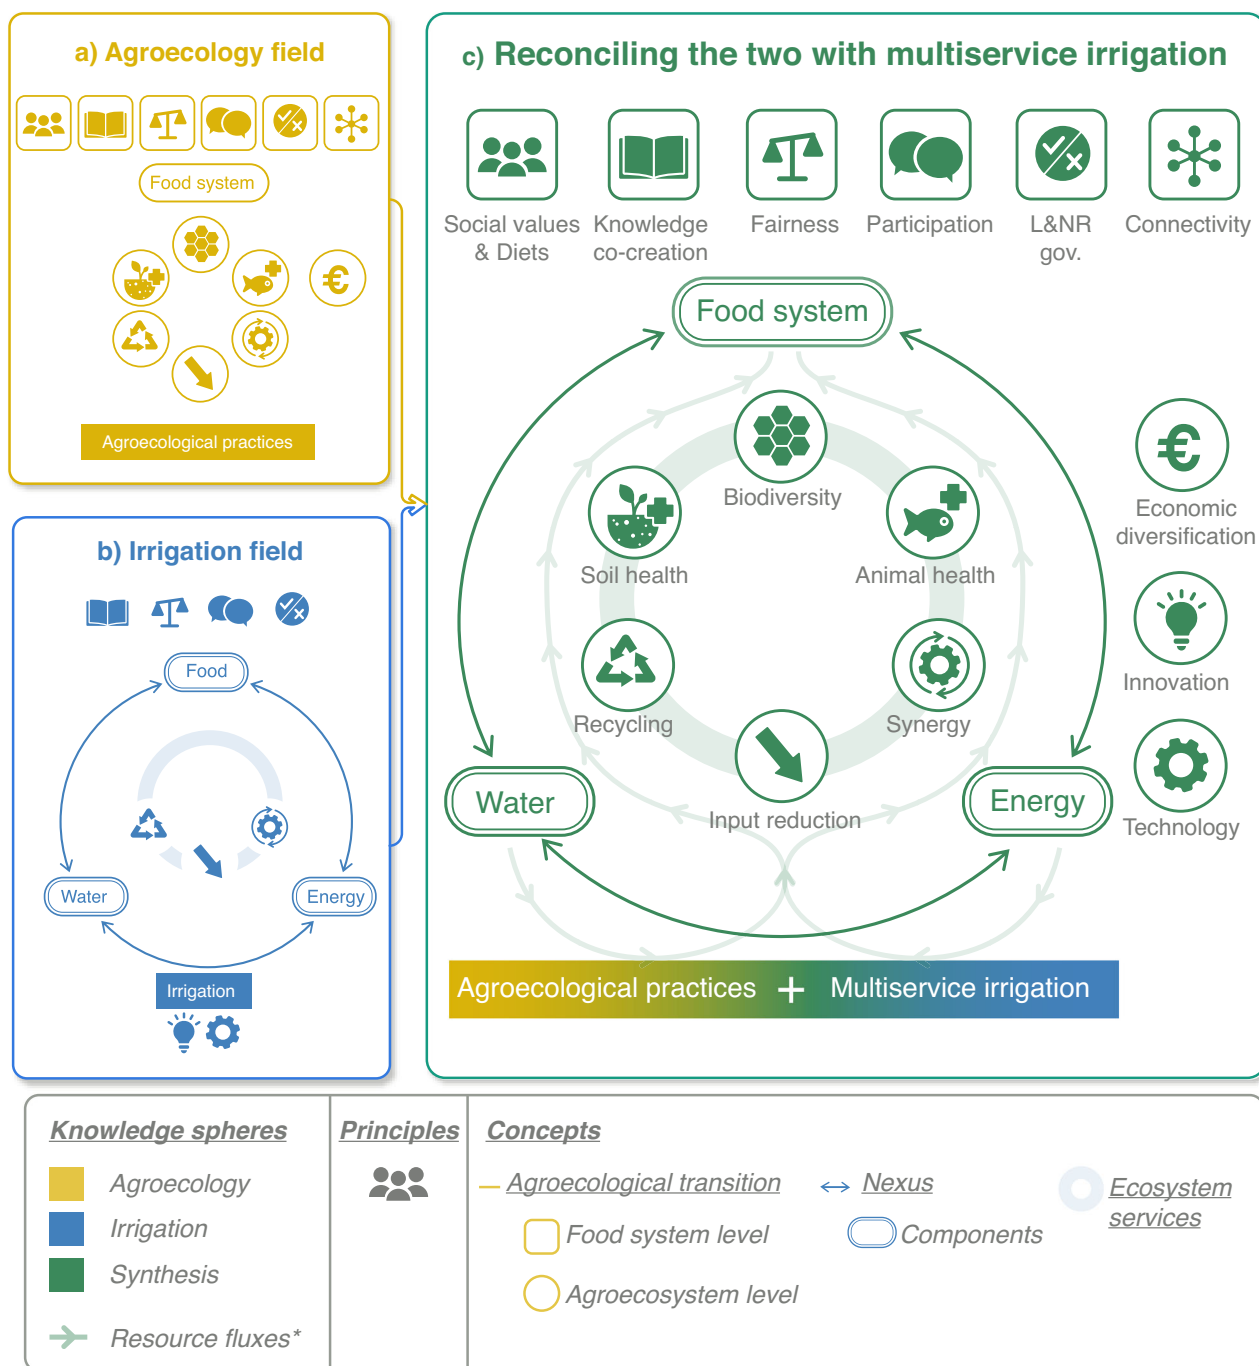 a) Agroecology field
Food system
€
Agroecological practices
b) Irrigation field
Food
Water
Energy
Irrigation
c) Reconciling the two with multiservice irrigation
Social values
& Diets
Knowledge
co-creation
Fairness
Participation
L&NR
gov.
Connectivity
Food system
Biodiversity
Soil health
Animal health
Recycling
Synergy
Input reduction
Water
Energy
€
Economic
diversification
Innovation
Technology
Agroecological practices + Multiservice irrigation
Knowledge spheres
Agroecology
Irrigation
Synthesis
Resource fluxes*
Principles
Concepts
Agroecological transition
Food system level
Agroecosystem level
Nexus
Components
Ecosystem
services